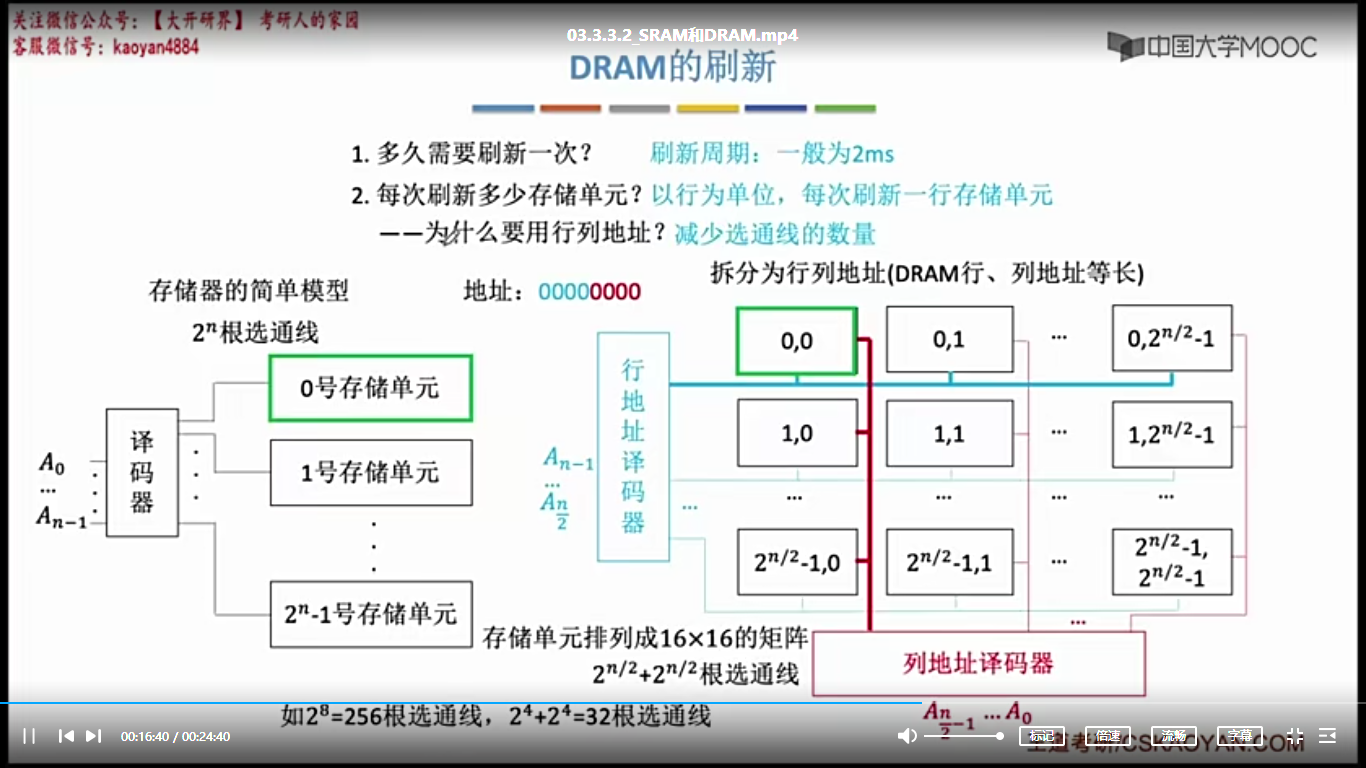 关注微信公众号：【大开研界】 考研人的家园
客服微信号：kaoyan4884
03.3.3.2_SRAM和DRAM.mp4
中国大学MOOC
DRAM的刷新
1. 多久需要刷新一次？ 刷新周期：一般为2ms
2. 每次刷新多少存储单元？以行为单位，每次刷新一行存储单元
——为什么要用行列地址？减少选通线的数量
存储器的简单模型
2ⁿ根选通线
A₀
...
Aₙ₋₁
译码器
0号存储单元
1号存储单元
2ⁿ-1号存储单元
地址：00000000
拆分为行列地址(DRAM行、列地址等长)
行地址译码器
Aₙ₋₁
...
A_{n/2}
...
0,0 0,1 ... 0,2^{n/2}-1
1,0 1,1 ... 1,2^{n/2}-1
... ... ... ...
2^{n/2}-1,0 2^{n/2}-1,1 ... 2^{n/2}-1,
2^{n/2}-1
...
存储单元排列成16×16的矩阵
2^{n/2}+2^{n/2}根选通线
列地址译码器
如2⁸=256根选通线，2⁴+2⁴=32根选通线
A_{n/2-1} ...A₀
00:16:40 / 00:24:40
标记 倍速 流畅 字幕
王道考研/CSKAOYAN.COM